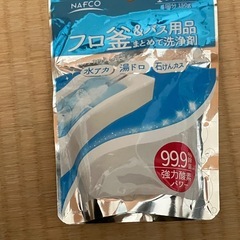 NAFCO
フロ釜&バス用品
まとめて洗浄剤
水アカ 湯ドロ 石けんカス
99.9%
強力酸素
パワー